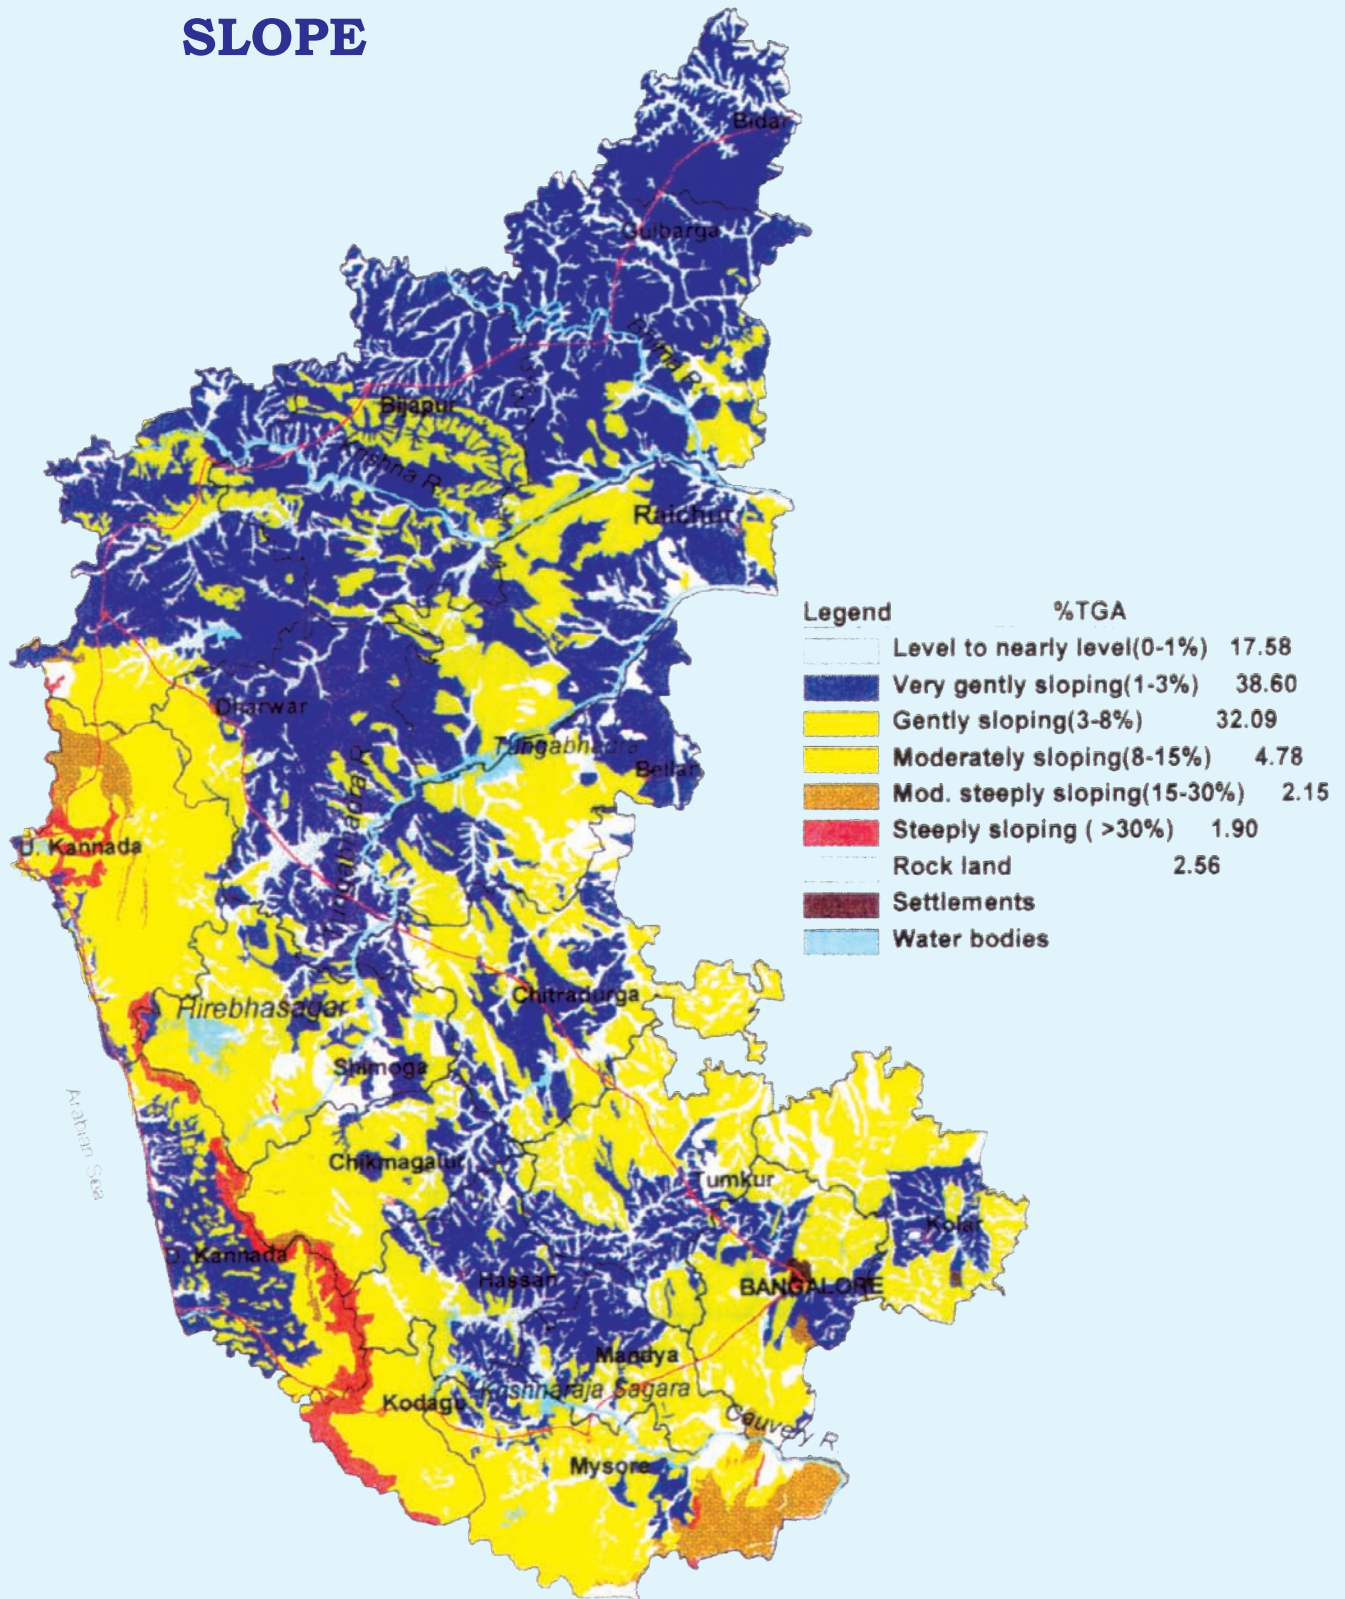 SLOPE
Bidar
Gulbarga
Bhima R.
Bijapur
Krishna R.
Raichur
Legend %TGA
Level to nearly level(0-1%) 17.58
Very gently sloping(1-3%) 38.60
Gently sloping(3-8%) 32.09
Moderately sloping(8-15%) 4.78
Mod. steeply sloping(15-30%) 2.15
Steeply sloping ( >30%) 1.90
Rock land 2.56
Settlements
Water bodies
Dharwar
Tungabhadra
Bellary
Tungabhadra R.
U. Kannada
Chitradurga
Hirebhasagar
Shimoga
Arabian Sea
Chikmagalur
Tumkur
Kolar
D. Kannada
Hassan
BANGALORE
Mandya
Krishnaraja Sagara
Kodagu
Cauvery R.
Mysore